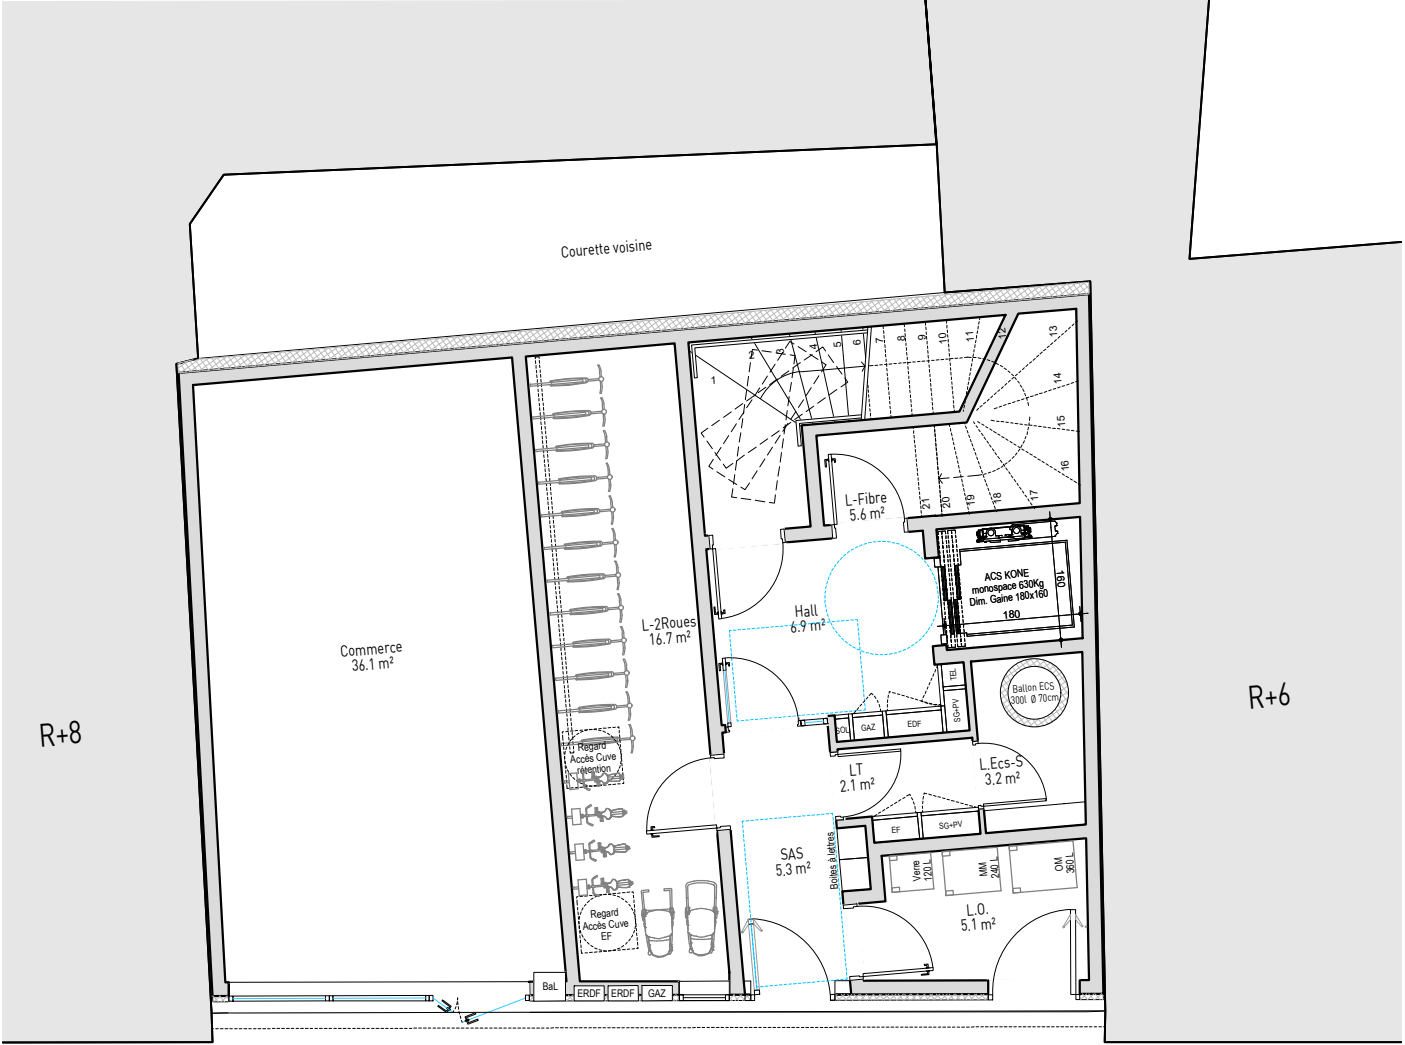 Courette voisine
1
2
3
4
5
6
7
8
9
10
11
12
13
14
15
16
17
18
19
20
21
L-Fibre
5.6 m²
ACS KONE
monospace 630Kg
Dim. Gaine 180x160
180
160
Hall
6.9 m²
L-2Roues
16.7 m²
Commerce
36.1 m²
R+8
R+6
TEL
SG+PV
Ballon ECS
300l Ø 70cm
SOL
GAZ
EDF
Regard
Accès Cuve
rétention
LT
2.1 m²
L.Ecs-S
3.2 m²
EF
SG+PV
Boites à lettres
SAS
5.3 m²
Verre
120 L
MM
240 L
OM
360 L
L.O.
5.1 m²
Regard
Accès Cuve
EF
BaL
ERDF
ERDF
GAZ